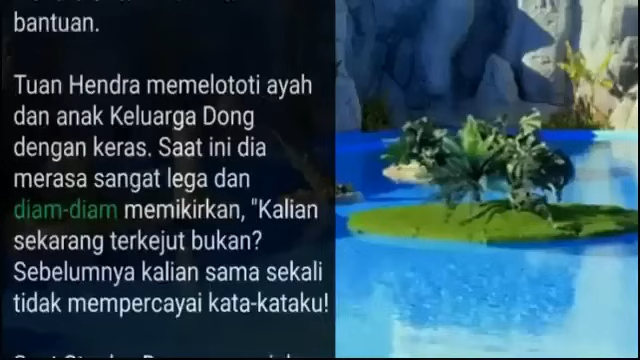 bantuan.
Tuan Hendra memelototi ayah
dan anak Keluarga Dong
dengan keras. Saat ini dia
merasa sangat lega dan
diam-diam memikirkan, "Kalian
sekarang terkejut bukan?
Sebelumnya kalian sama sekali
tidak mempercayai kata-kataku!